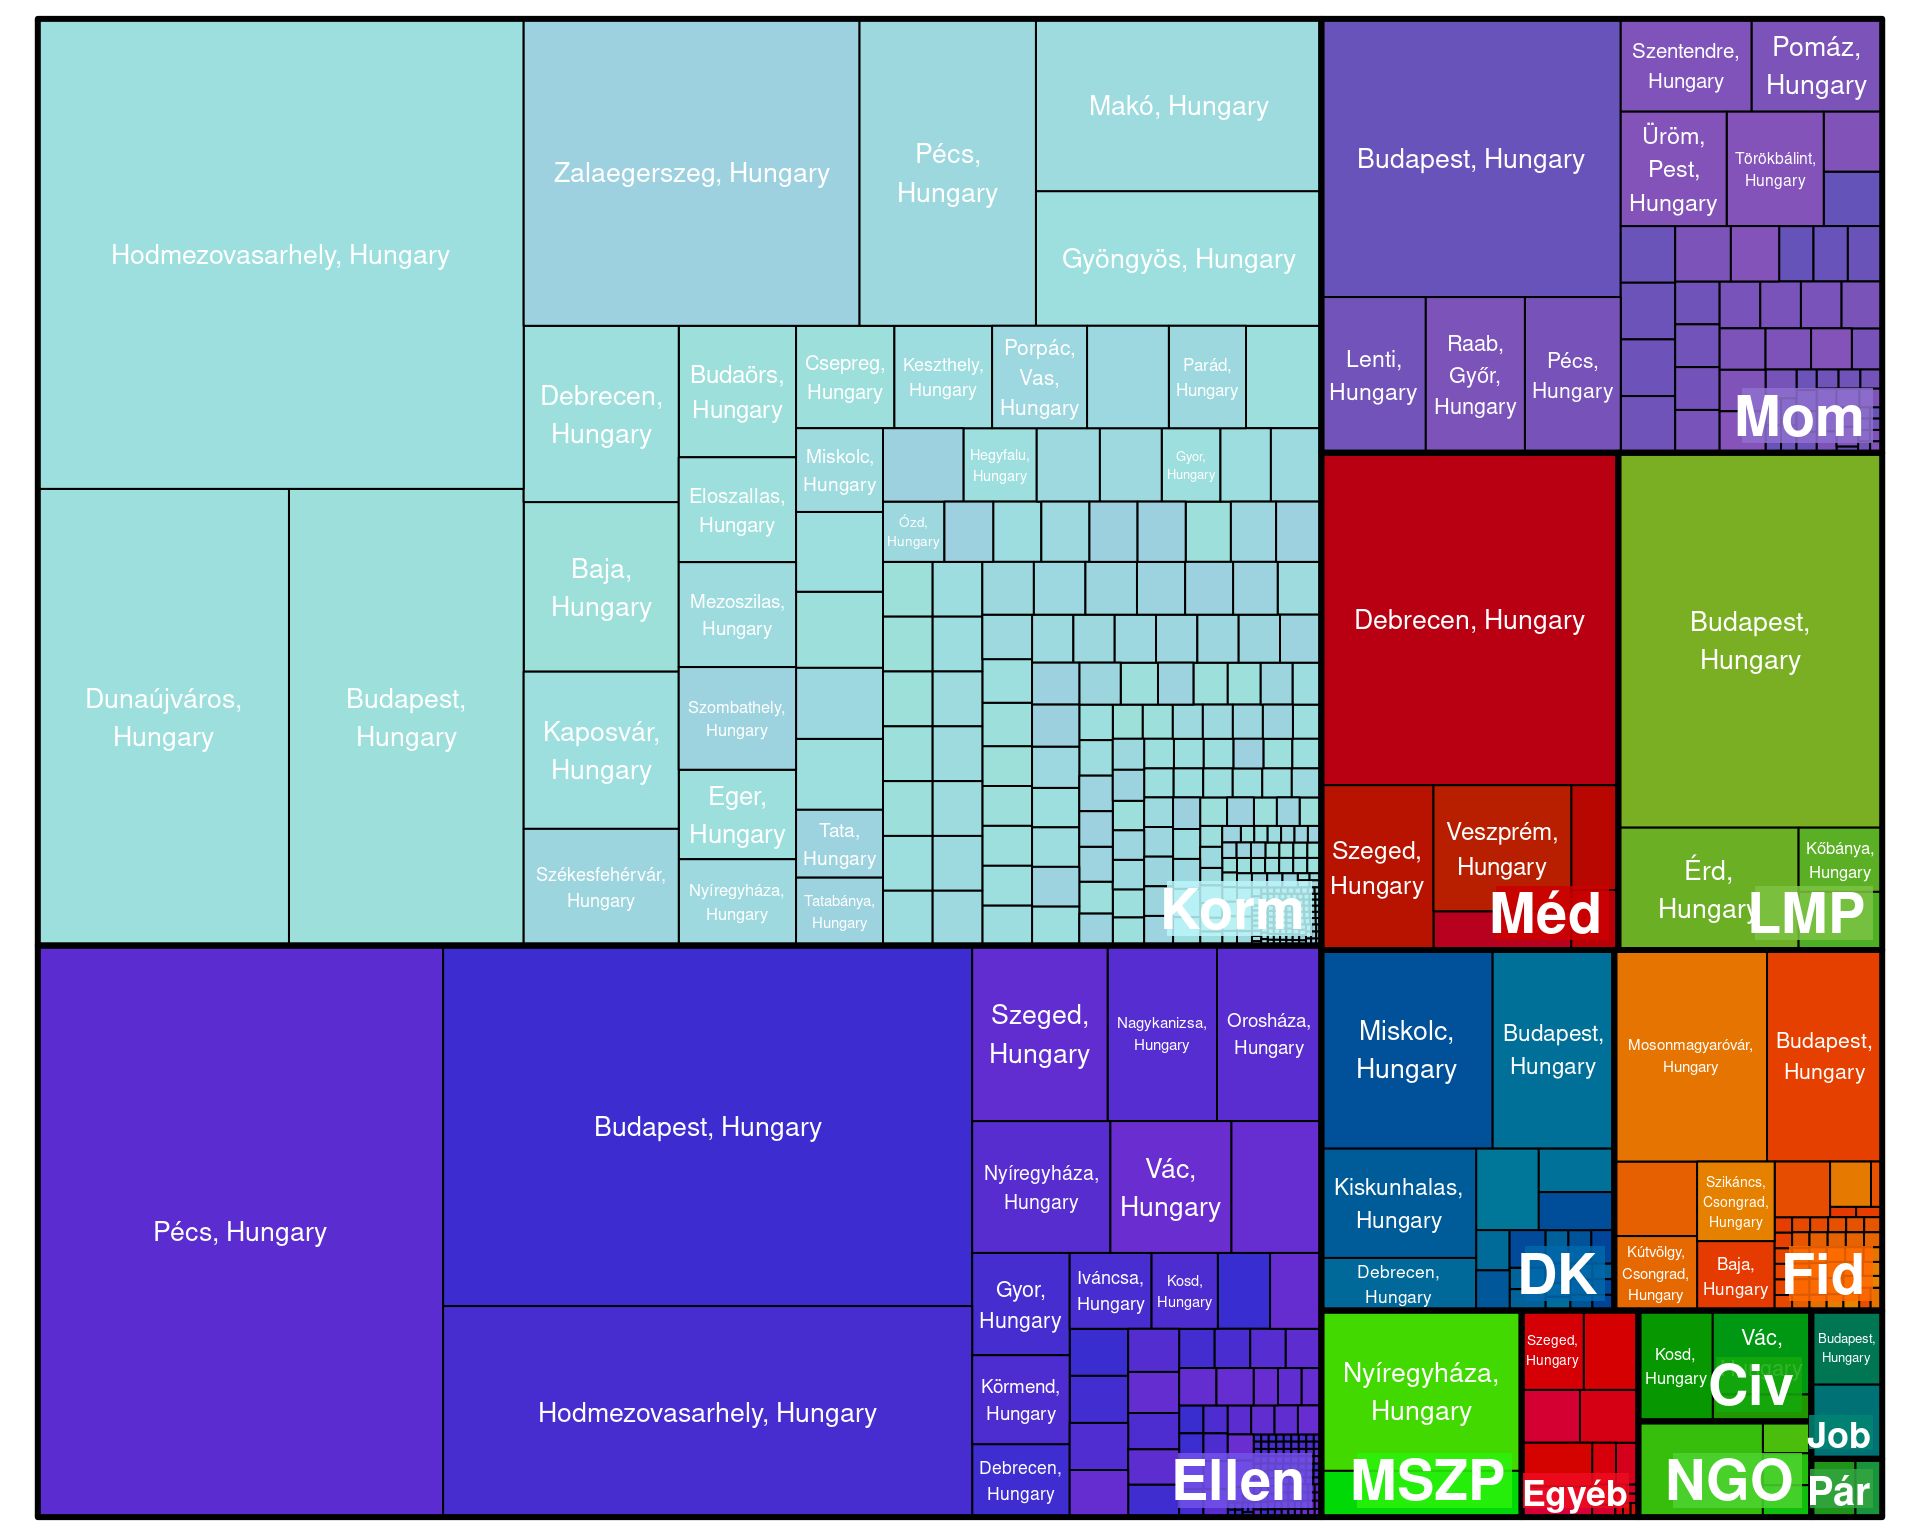 Hodmezovasarhely, Hungary
Dunaújváros,
Hungary
Budapest,
Hungary
Zalaegerszeg, Hungary
Pécs,
Hungary
Makó, Hungary
Gyöngyös, Hungary
Debrecen,
Hungary
Baja,
Hungary
Kaposvár,
Hungary
Székesfehérvár,
Hungary
Budaörs,
Hungary
Eloszallas,
Hungary
Mezoszilas,
Hungary
Szombathely,
Hungary
Eger,
Hungary
Nyíregyháza,
Hungary
Csepreg,
Hungary
Keszthely,
Hungary
Porpác,
Vas,
Hungary
Parád,
Hungary
Miskolc,
Hungary
Hegyfalu,
Hungary
Gyor,
Hungary
Ózd,
Hungary
Tata,
Hungary
Tatabánya,
Hungary
Korm
Budapest, Hungary
Szentendre,
Hungary
Pomáz,
Hungary
Üröm,
Pest,
Hungary
Törökbálint,
Hungary
Lenti,
Hungary
Raab,
Győr,
Hungary
Pécs,
Hungary
Mom
Debrecen, Hungary
Szeged,
Hungary
Veszprém,
Hungary
Méd
Budapest,
Hungary
Érd,
Hungary
Kőbánya,
Hungary
LMP
Pécs, Hungary
Budapest, Hungary
Hodmezovasarhely, Hungary
Szeged,
Hungary
Nagykanizsa,
Hungary
Orosháza,
Hungary
Nyíregyháza,
Hungary
Vác,
Hungary
Gyor,
Hungary
Iváncsa,
Hungary
Kosd,
Hungary
Körmend,
Hungary
Debrecen,
Hungary
Ellen
Miskolc,
Hungary
Budapest,
Hungary
Kiskunhalas,
Hungary
Debrecen,
Hungary
DK
Mosonmagyaróvár,
Hungary
Budapest,
Hungary
Szikáncs,
Csongrad,
Hungary
Kútvölgy,
Csongrad,
Hungary
Baja,
Hungary
Fid
Nyíregyháza,
Hungary
MSZP
Szeged,
Hungary
Egyéb
Kosd,
Hungary
Vác,
Hungary
Civ
Budapest,
Hungary
Job
NGO
Pár